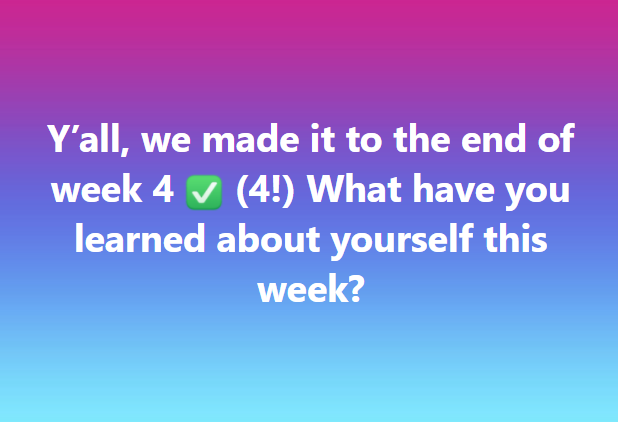 Y’all, we made it to the end of
week 4 ✅ (4!) What have you
learned about yourself this
week?